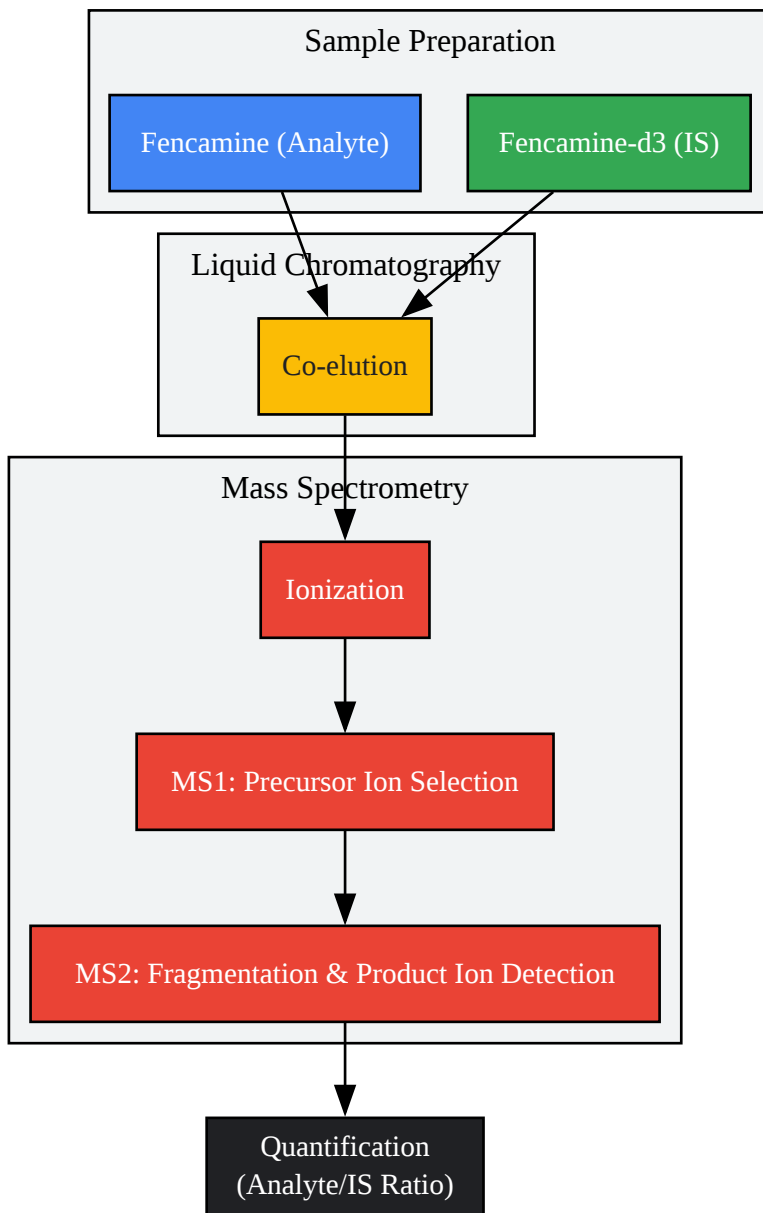 Sample Preparation
Fencamine (Analyte)
Fencamine-d3 (IS)
Liquid Chromatography
Co-elution
Mass Spectrometry
Ionization
MS1: Precursor Ion Selection
MS2: Fragmentation & Product Ion Detection
Quantification
(Analyte/IS Ratio)